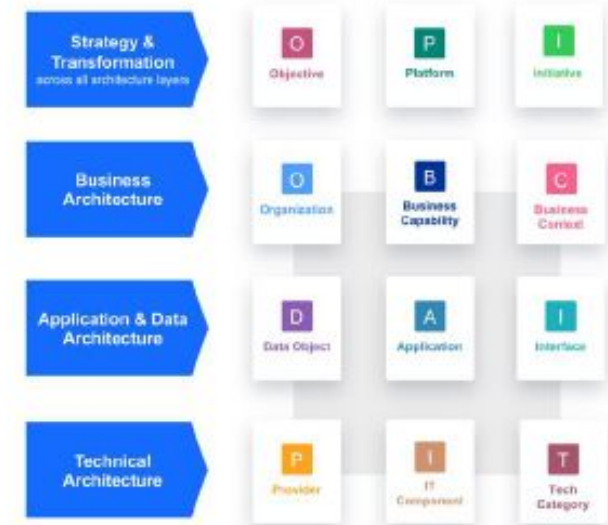 Strategy &
Transformation
across all architecture layers
O
Objective
P
Platform
I
Initiative
Business
Architecture
O
Organization
B
Business
Capability
C
Business
Context
Application & Data
Architecture
D
Data Object
A
Application
I
Interface
Technical
Architecture
P
Provider
I
IT
Component
T
Tech
Category